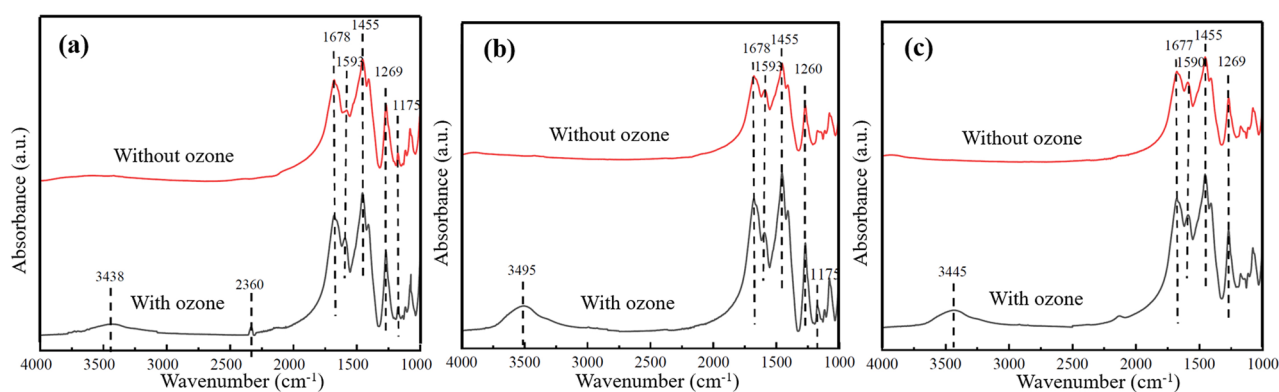 (a)
1678
1593
1455
1269
1175
Without ozone
3438
2360
With ozone
Absorbance (a.u.)
4000 3500 3000 2500 2000 1500 1000
Wavenumber (cm-1)
(b)
1678
1593
1455
1260
Without ozone
3495
1175
With ozone
Absorbance (a.u.)
4000 3500 3000 2500 2000 1500 1000
Wavenumber (cm-1)
(c)
1677
1590
1455
1269
Without ozone
3445
With ozone
Absorbance (a.u.)
4000 3500 3000 2500 2000 1500 1000
Wavenumber (cm-1)